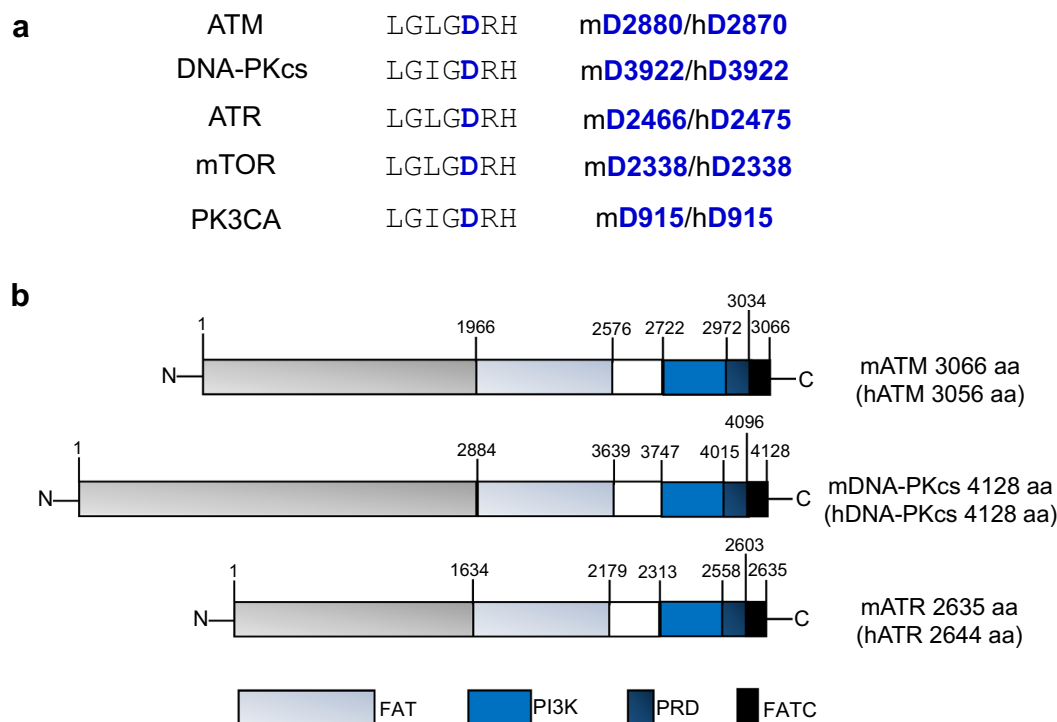 a
ATM LGLGDRH mD2880/hD2870
DNA-PKcs LGIGDRH mD3922/hD3922
ATR LGLGDRH mD2466/hD2475
mTOR LGLGDRH mD2338/hD2338
PK3CA LGIGDRH mD915/hD915
b
3034
1 1966 2576 2722 2972 3066
N C
mATM 3066 aa
(hATM 3056 aa)
4096
1 2884 3639 3747 4015 4128
N C
mDNA-PKcs 4128 aa
(hDNA-PKcs 4128 aa)
2603
1 1634 2179 2313 2558 2635
N C
mATR 2635 aa
(hATR 2644 aa)
FAT PI3K PRD FATC